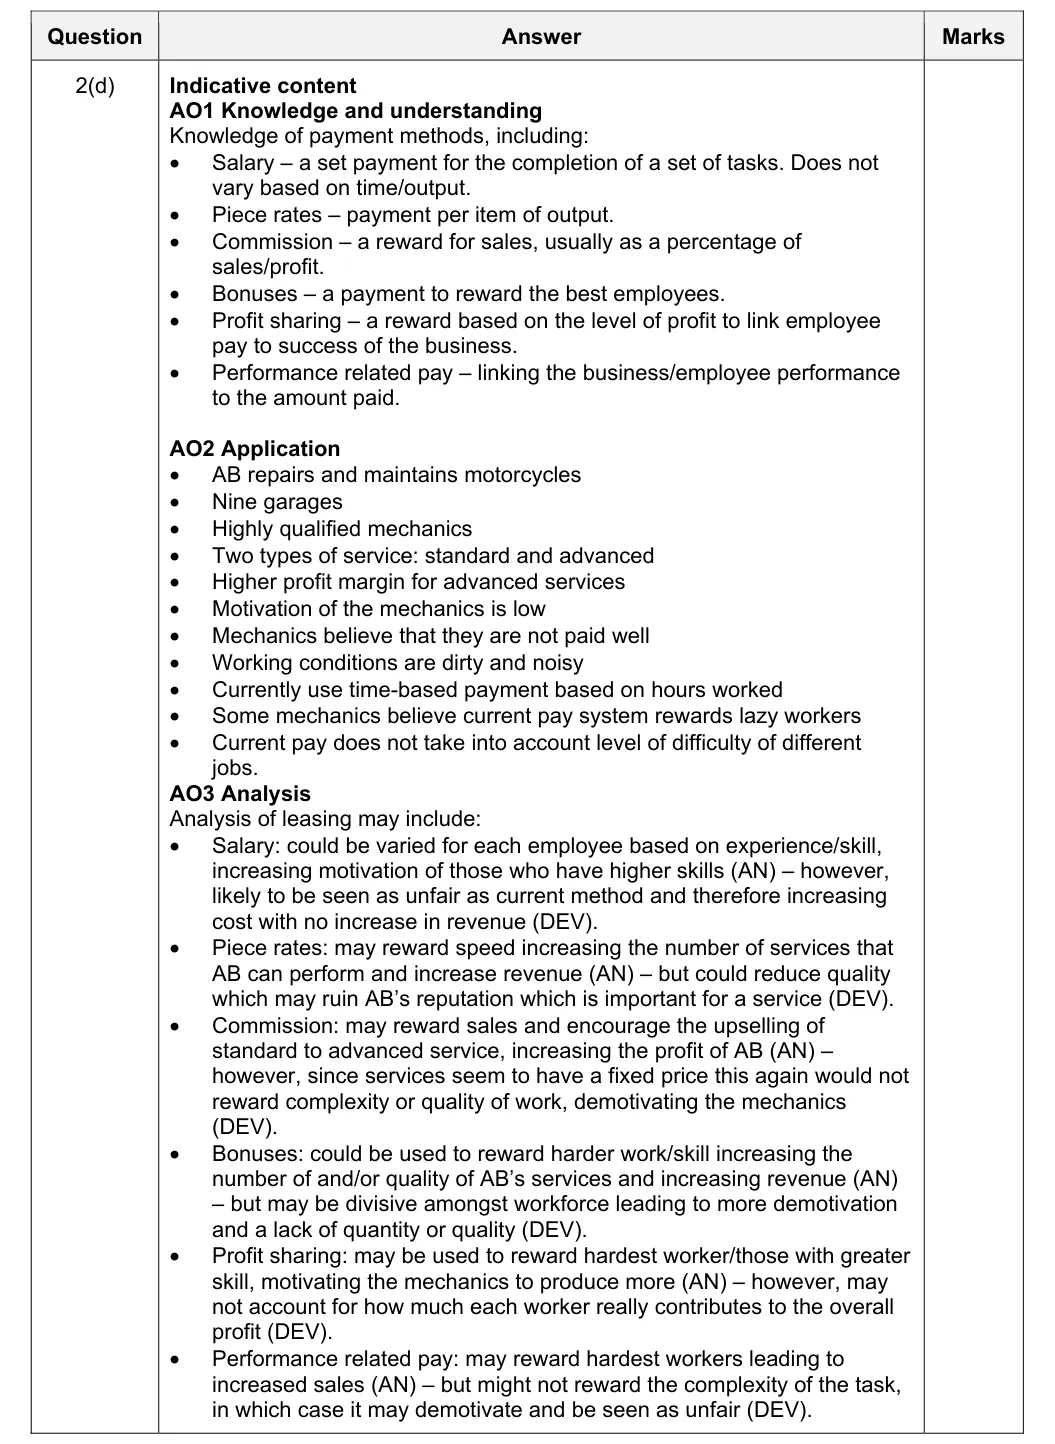 Question Answer Marks
2(d) Indicative content
AO1 Knowledge and understanding
Knowledge of payment methods, including:
• Salary – a set payment for the completion of a set of tasks. Does not
vary based on time/output.
• Piece rates – payment per item of output.
• Commission – a reward for sales, usually as a percentage of
sales/profit.
• Bonuses – a payment to reward the best employees.
• Profit sharing – a reward based on the level of profit to link employee
pay to success of the business.
• Performance related pay – linking the business/employee performance
to the amount paid.
AO2 Application
• AB repairs and maintains motorcycles
• Nine garages
• Highly qualified mechanics
• Two types of service: standard and advanced
• Higher profit margin for advanced services
• Motivation of the mechanics is low
• Mechanics believe that they are not paid well
• Working conditions are dirty and noisy
• Currently use time-based payment based on hours worked
• Some mechanics believe current pay system rewards lazy workers
• Current pay does not take into account level of difficulty of different
jobs.
AO3 Analysis
Analysis of leasing may include:
• Salary: could be varied for each employee based on experience/skill,
increasing motivation of those who have higher skills (AN) – however,
likely to be seen as unfair as current method and therefore increasing
cost with no increase in revenue (DEV).
• Piece rates: may reward speed increasing the number of services that
AB can perform and increase revenue (AN) – but could reduce quality
which may ruin AB’s reputation which is important for a service (DEV).
• Commission: may reward sales and encourage the upselling of
standard to advanced service, increasing the profit of AB (AN) –
however, since services seem to have a fixed price this again would not
reward complexity or quality of work, demotivating the mechanics
(DEV).
• Bonuses: could be used to reward harder work/skill increasing the
number of and/or quality of AB’s services and increasing revenue (AN)
– but may be divisive amongst workforce leading to more demotivation
and a lack of quantity or quality (DEV).
• Profit sharing: may be used to reward hardest worker/those with greater
skill, motivating the mechanics to produce more (AN) – however, may
not account for how much each worker really contributes to the overall
profit (DEV).
• Performance related pay: may reward hardest workers leading to
increased sales (AN) – but might not reward the complexity of the task,
in which case it may demotivate and be seen as unfair (DEV).